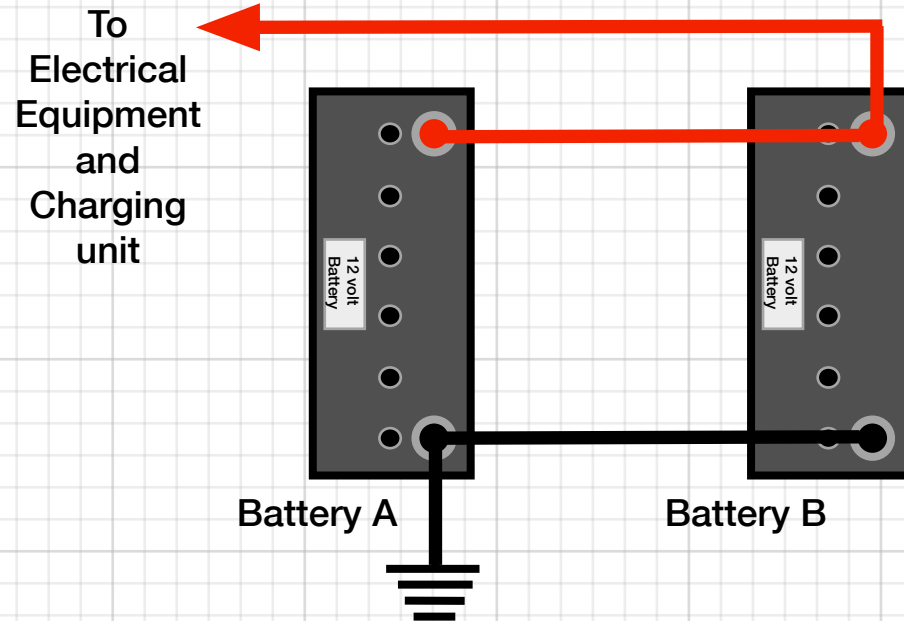 To
Electrical
Equipment
and
Charging
unit
12 volt
Battery
12 volt
Battery
Battery A
Battery B